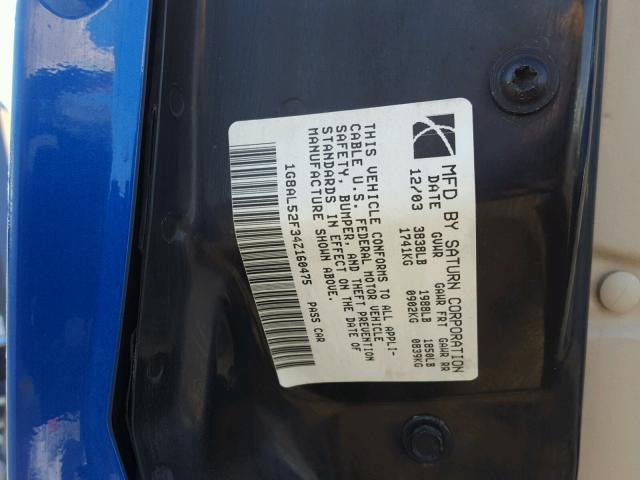 MFD BY SATURN CORPORATION
DATE GVWR GAWR FRT GAWR RR
12/03 3838LB 1988LB 1850LB
1741KG 0902KG 0839KG
THIS VEHICLE CONFORMS TO ALL APPLI-
CABLE U.S. FEDERAL MOTOR VEHICLE
SAFETY, BUMPER, AND THEFT PREVENTION
STANDARDS IN EFFECT ON THE DATE OF
MANUFACTURE SHOWN ABOVE.
1G8AL52F34Z160475 PASS CAR